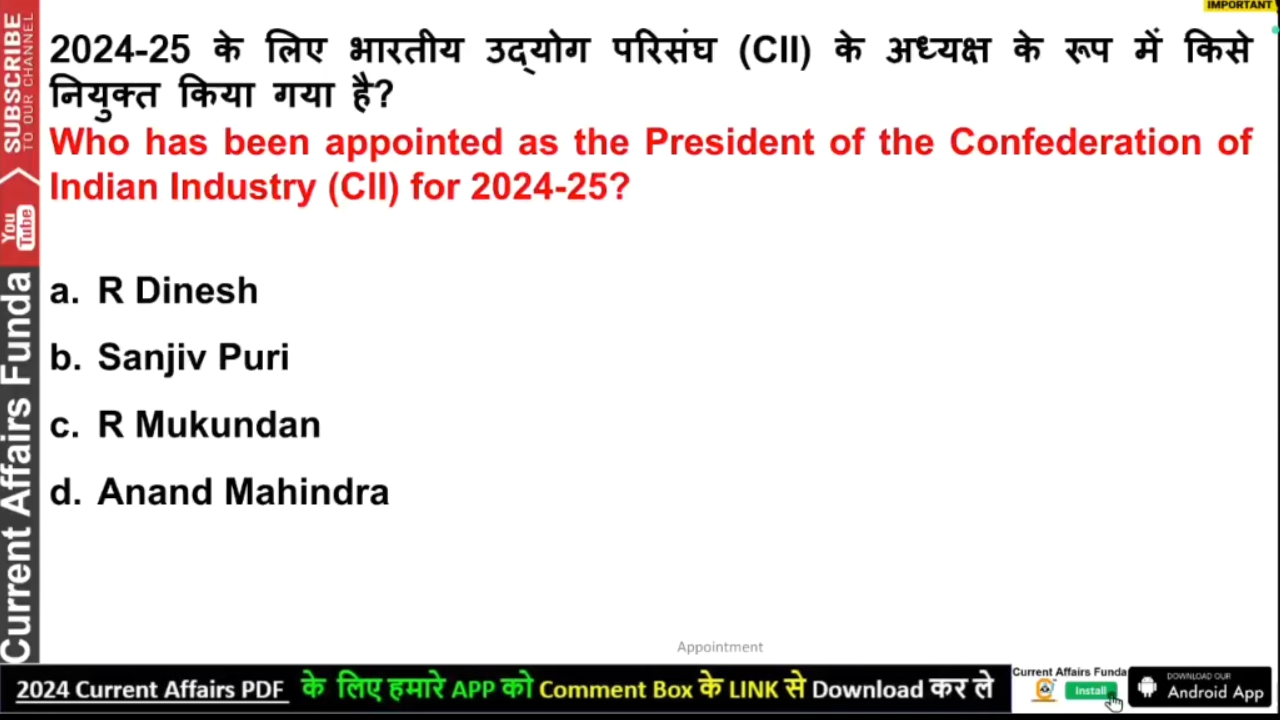 IMPORTANT
2024-25 के लिए भारतीय उद्योग परिसंघ (CII) के अध्यक्ष के रूप में किसे
नियुक्त किया गया है?
Who has been appointed as the President of the Confederation of
Indian Industry (CII) for 2024-25?
a. R Dinesh
b. Sanjiv Puri
c. R Mukundan
d. Anand Mahindra
Appointment
SUBSCRIBE
TO OUR CHANNEL
You
Tube
Current Affairs Funda
2024 Current Affairs PDF के लिए हमारे APP को Comment Box के LINK से Download कर ले
Current Affairs Funda
Install
DOWNLOAD OUR
Android App